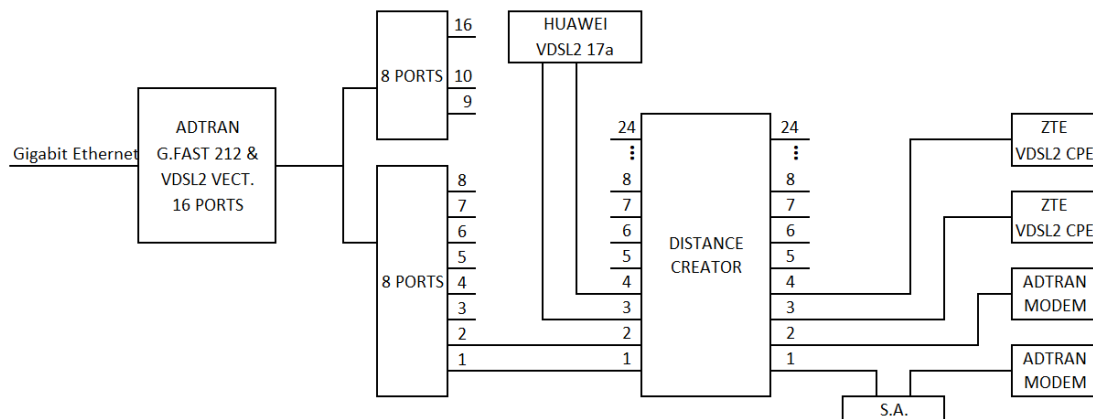 Gigabit Ethernet
ADTRAN
G.FAST 212 &
VDSL2 VECT.
16 PORTS
8 PORTS
16
10
9
8 PORTS
8
7
6
5
4
3
2
1
HUAWEI
VDSL2 17a
24
8
7
6
5
4
3
2
1
DISTANCE
CREATOR
24
8
7
6
5
4
3
2
1
ZTE
VDSL2 CPE
ZTE
VDSL2 CPE
ADTRAN
MODEM
ADTRAN
MODEM
S.A.